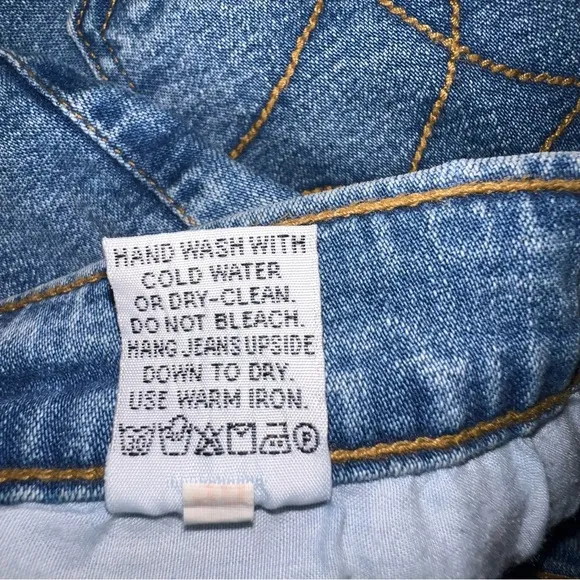 HAND WASH WITH
COLD WATER
OR DRY-CLEAN.
DO NOT BLEACH.
HANG JEANS UPSIDE
DOWN TO DRY.
USE WARM IRON.
P